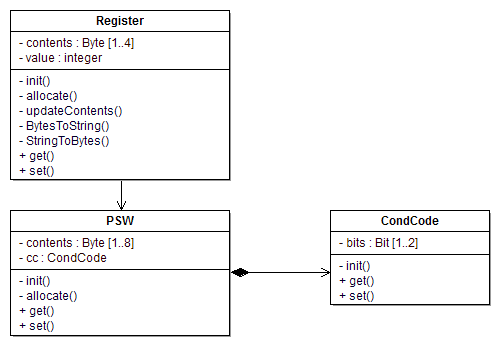 Register
- contents : Byte [1..4]
- value : integer
- init()
- allocate()
- updateContents()
- BytesToString()
- StringToBytes()
+ get()
+ set()
PSW
- contents : Byte [1..8]
- cc : CondCode
- init()
- allocate()
+ get()
+ set()
CondCode
- bits : Bit [1..2]
- init()
+ get()
+ set()